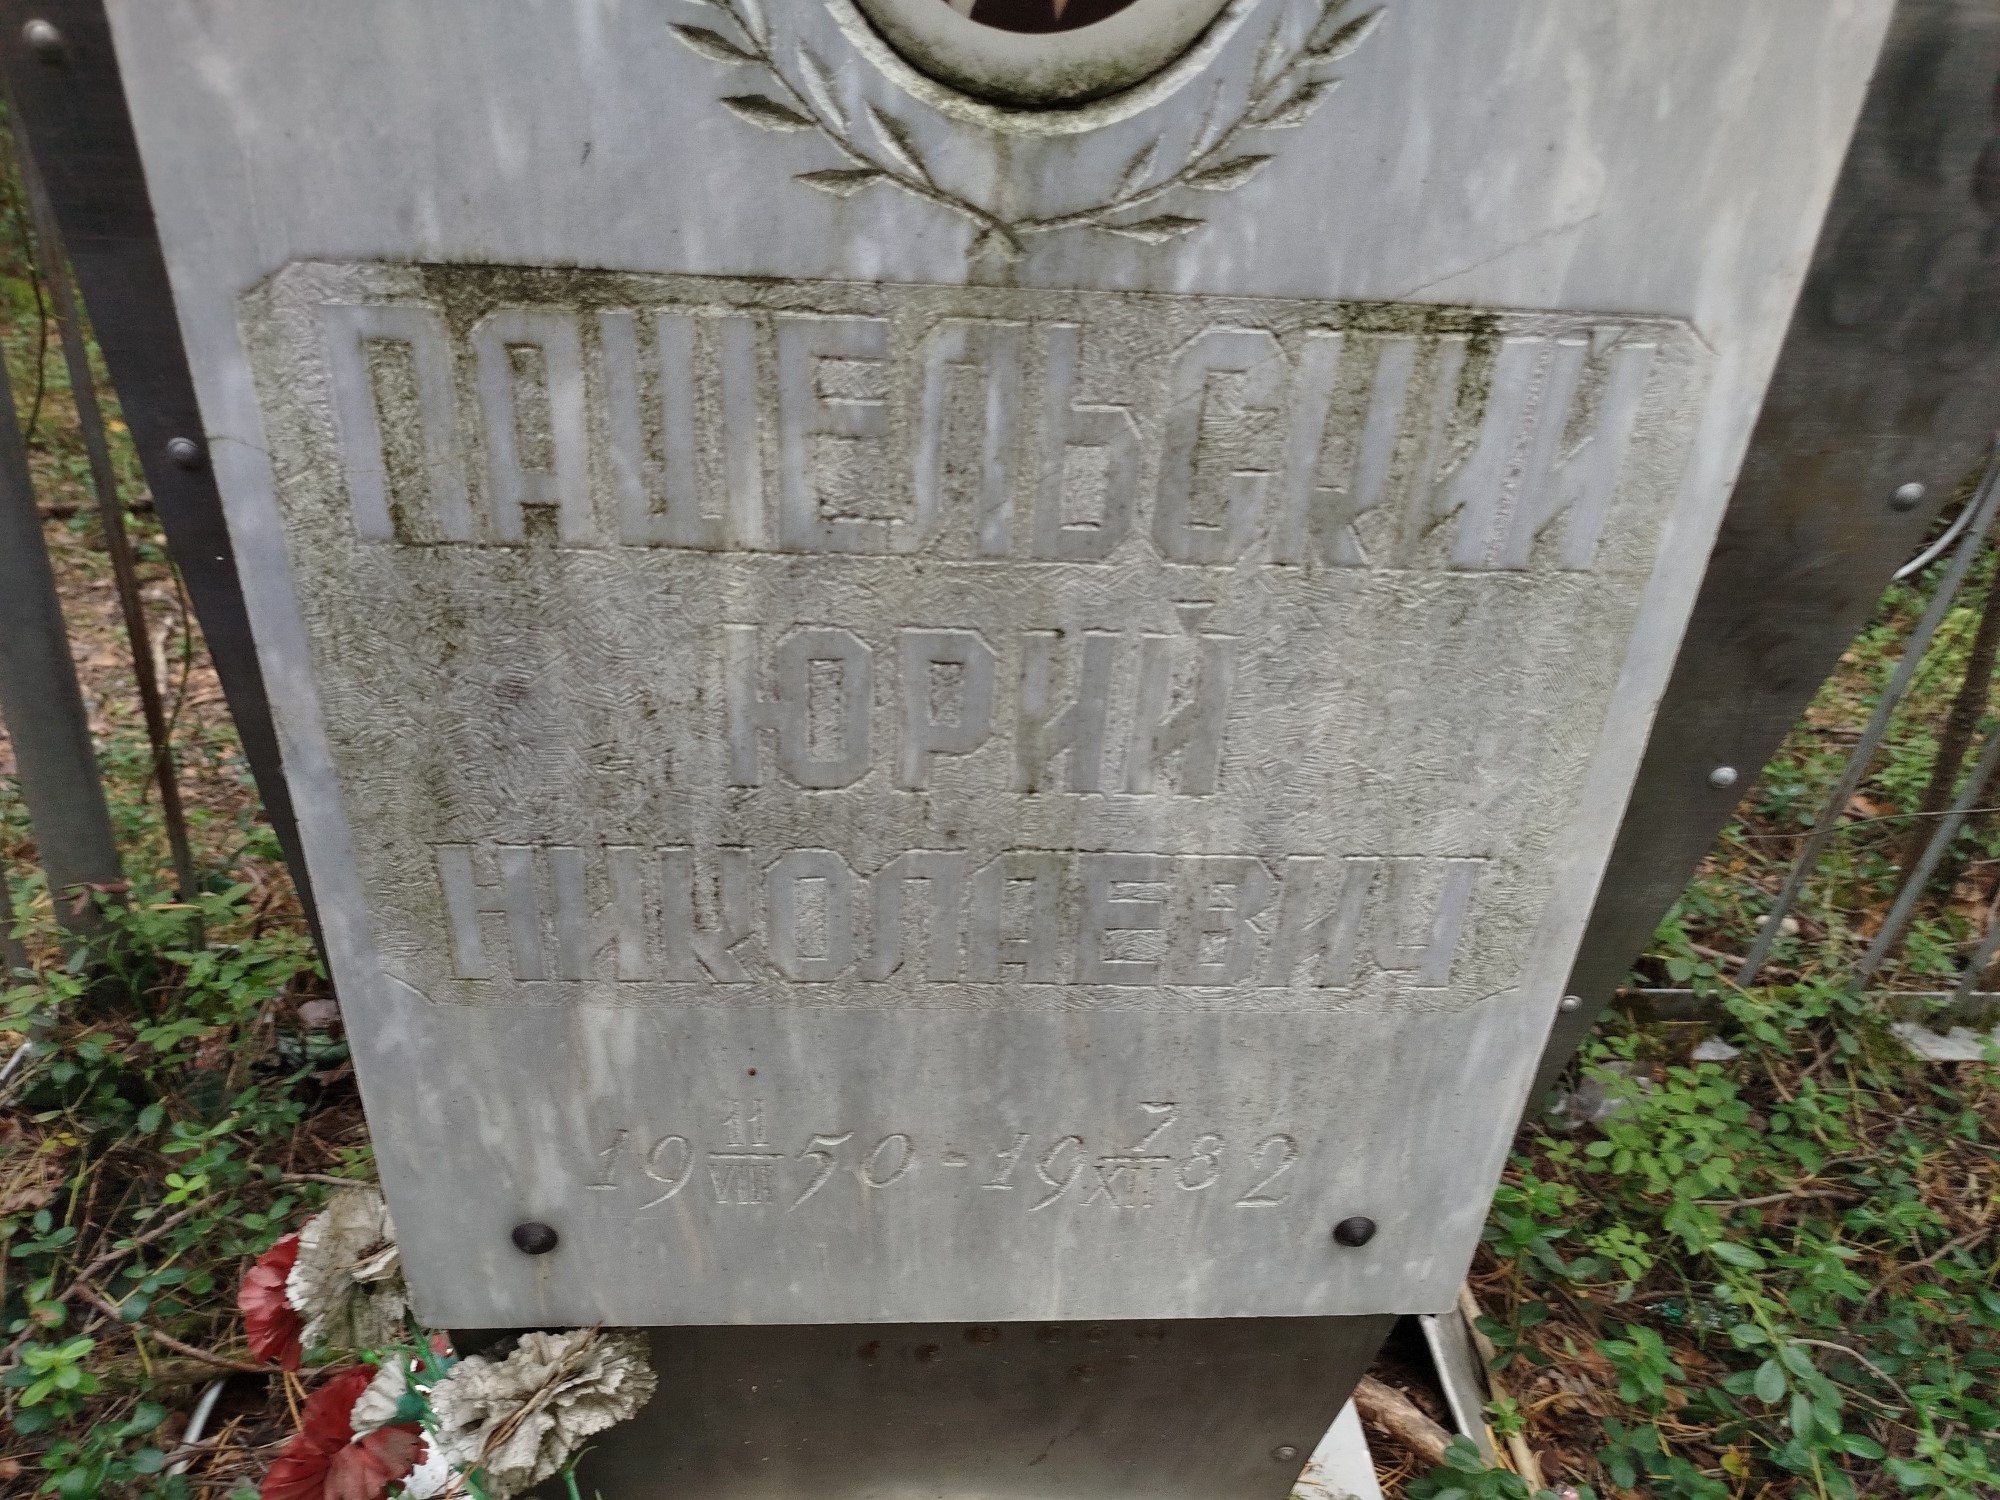 ПАШЕЛЬСКИЙ
ЮРИЙ
НИКОЛАЕВИЧ
19 11/VIII 50 - 19 7/XII 82